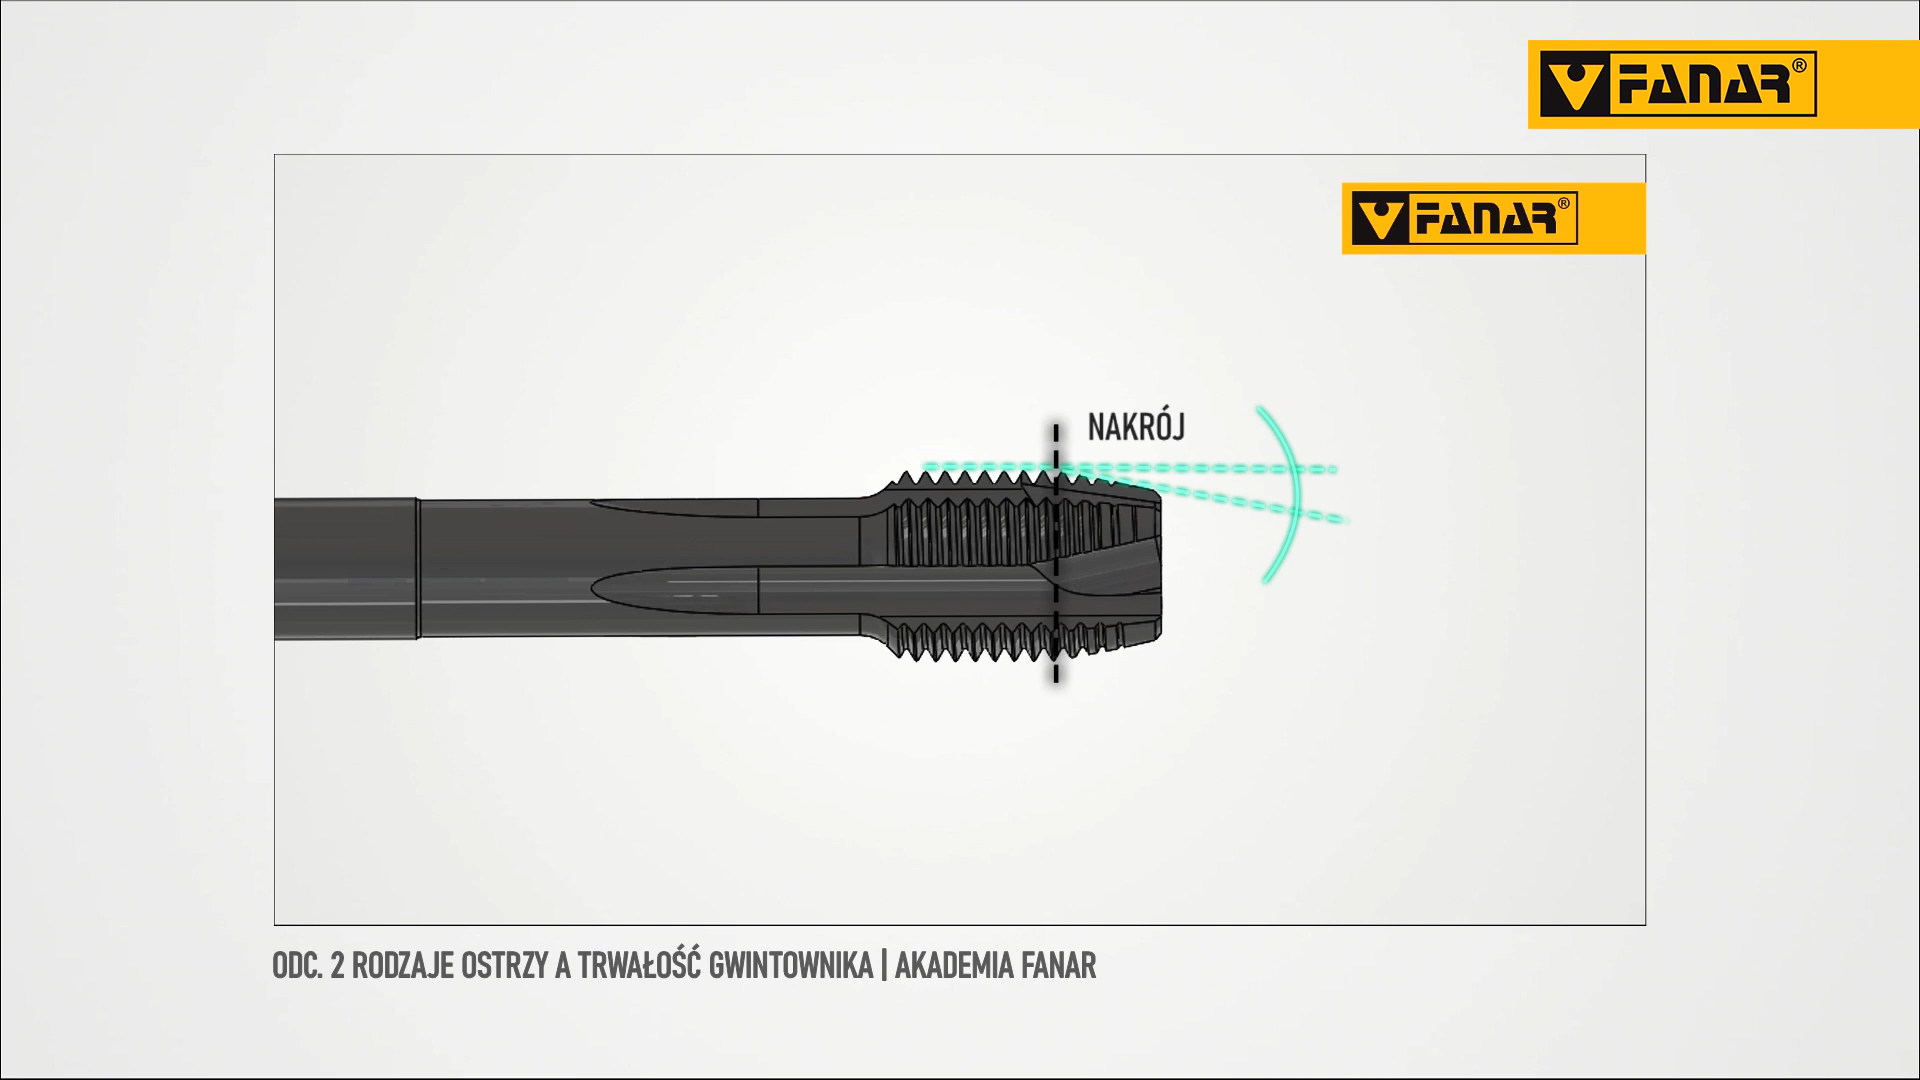 FANAR®
FANAR®
NAKRÓJ
ODC. 2 RODZAJE OSTRZY A TRWAŁOŚĆ GWINTOWNIKA | AKADEMIA FANAR